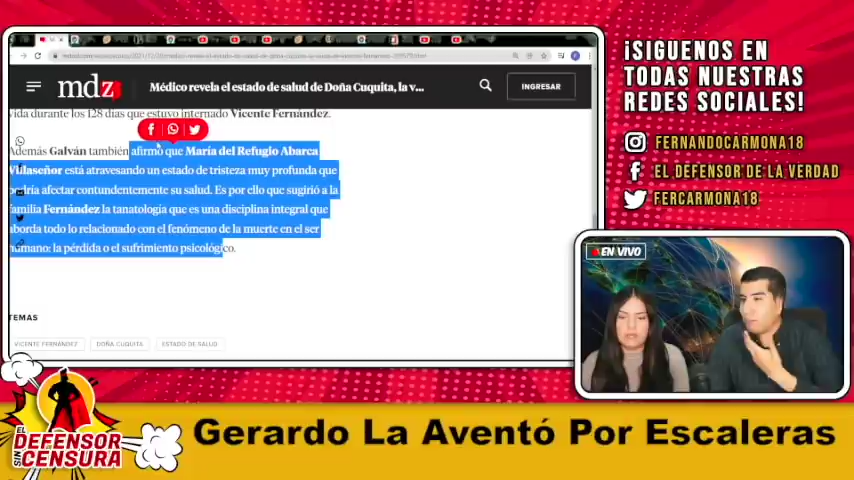 mdz
Médico revela el estado de salud de Doña Cuquita, la v...
INGRESAR
vida durante los 128 días que estuvo internado Vicente Fernández.
Además Galván también afirmó que María del Refugio Abarca
Villaseñor está atravesando un estado de tristeza muy profunda que
podría afectar contundentemente su salud. Es por ello que sugirió a la
familia Fernández la tanatología que es una disciplina integral que
aborda todo lo relacionado con el fenómeno de la muerte en el ser
humano: la pérdida o el sufrimiento psicológico.
TEMAS
VICENTE FERNÁNDEZ
DOÑA CUQUITA
ESTADO DE SALUD
¡SIGUENOS EN
TODAS NUESTRAS
REDES SOCIALES!
FERNANDOCARMONA18
EL DEFENSOR DE LA VERDAD
FERCARMONA18
EN VIVO
EL
DEFENSOR
SIN
CENSURA
Gerardo La Aventó Por Escaleras